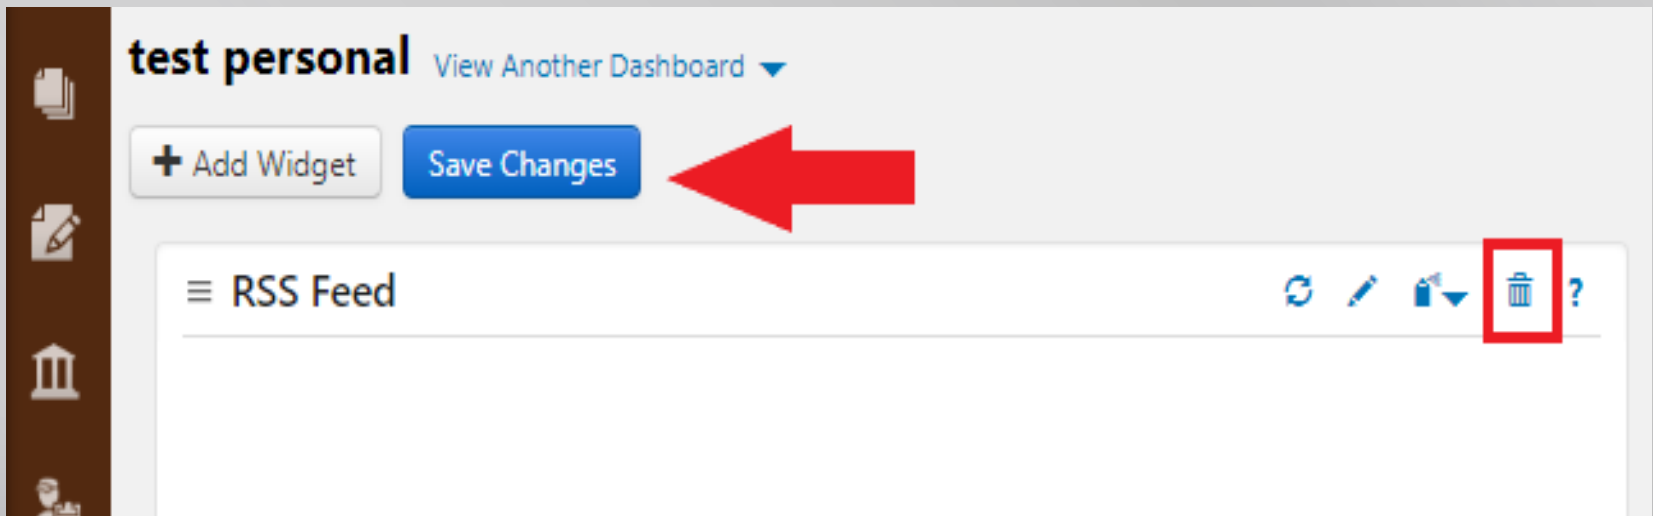 test personal View Another Dashboard
Add Widget Save Changes
RSS Feed ?